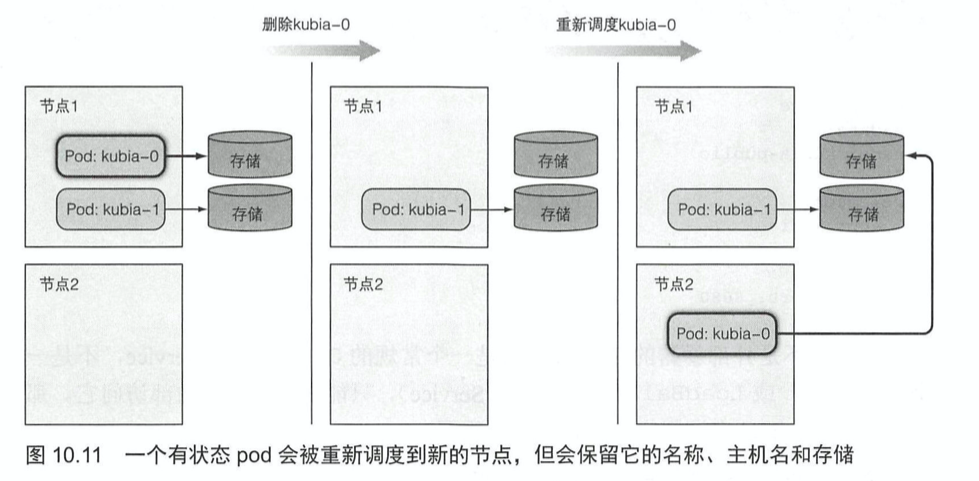 删除kubia-0
重新调度kubia-0
节点1
Pod: kubia-0
存储
Pod: kubia-1
存储
节点2
节点1
存储
Pod: kubia-1
存储
节点2
节点1
存储
Pod: kubia-1
存储
节点2
Pod: kubia-0
图 10.11 一个有状态 pod 会被重新调度到新的节点，但会保留它的名称、主机名和存储